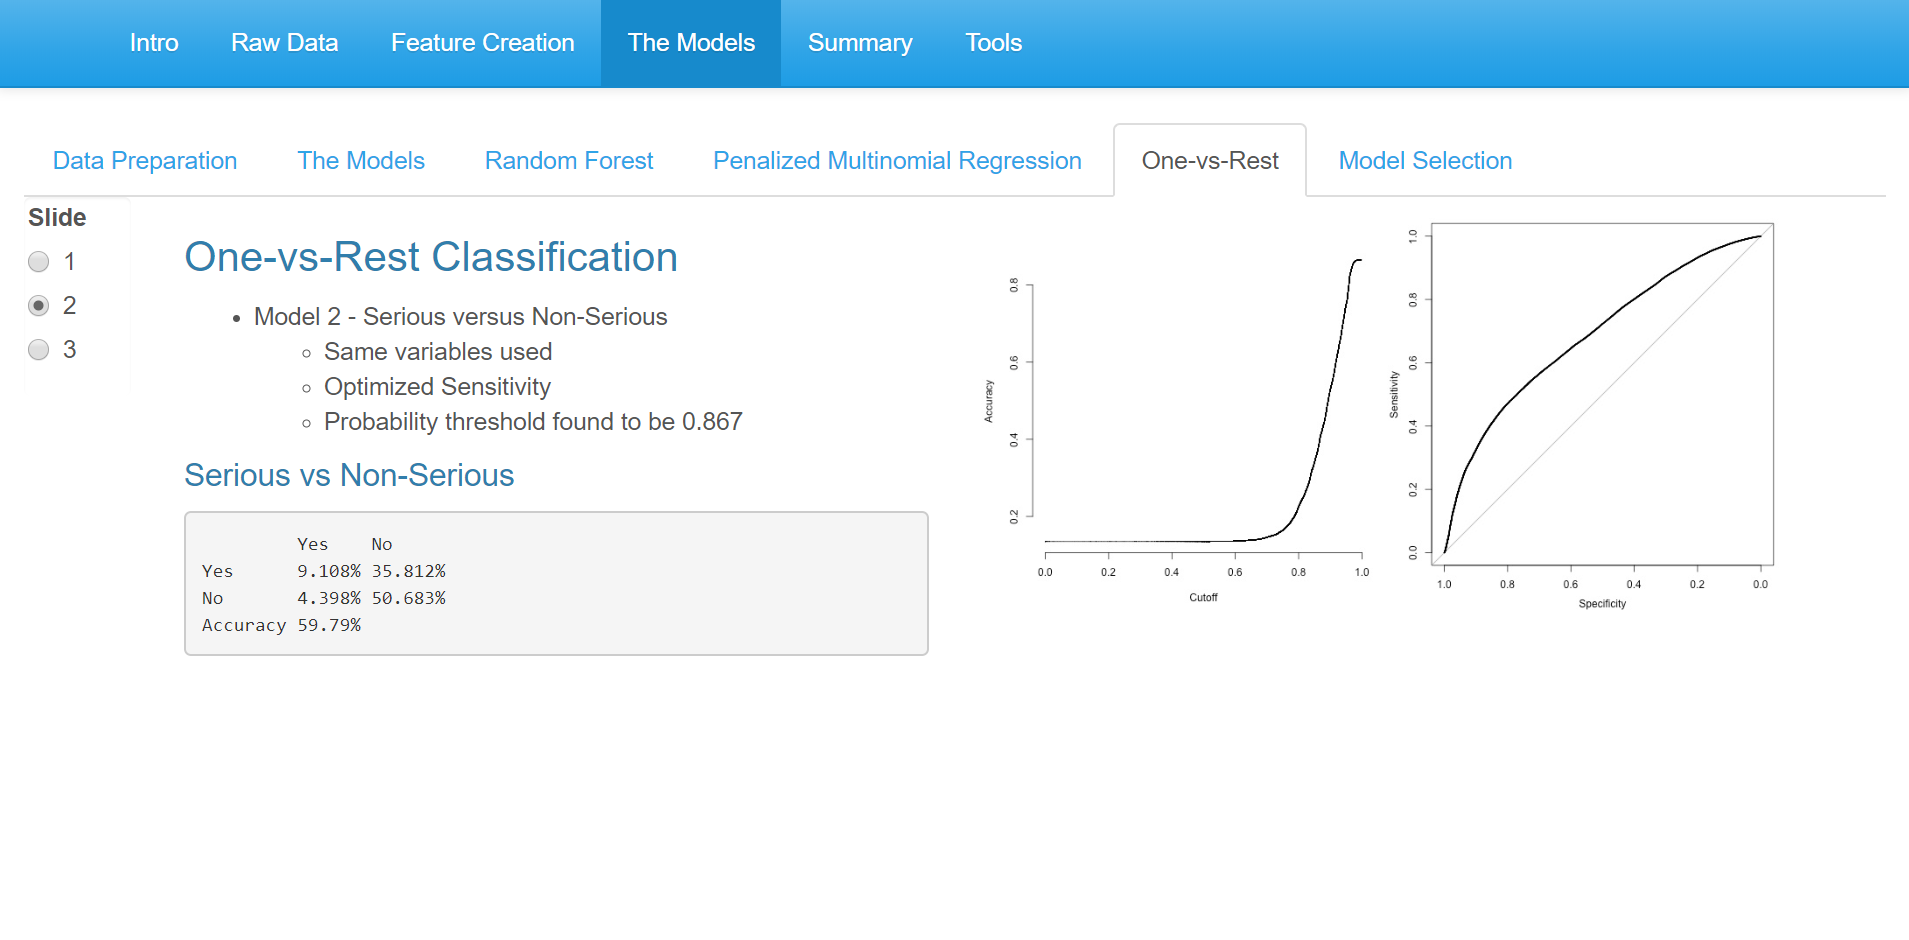 Intro Raw Data Feature Creation The Models Summary Tools
Data Preparation The Models Random Forest Penalized Multinomial Regression One-vs-Rest Model Selection
Slide
1
2
3
One-vs-Rest Classification
Model 2 - Serious versus Non-Serious
Same variables used
Optimized Sensitivity
Probability threshold found to be 0.867
Serious vs Non-Serious
Yes No
Yes 9.108% 35.812%
No 4.398% 50.683%
Accuracy 59.79%
Accuracy
0.8
0.6
0.4
0.2
0.0 0.2 0.4 0.6 0.8 1.0
Cutoff
Sensitivity
1.0
0.8
0.6
0.4
0.2
0.0
1.0 0.8 0.6 0.4 0.2 0.0
Specificity